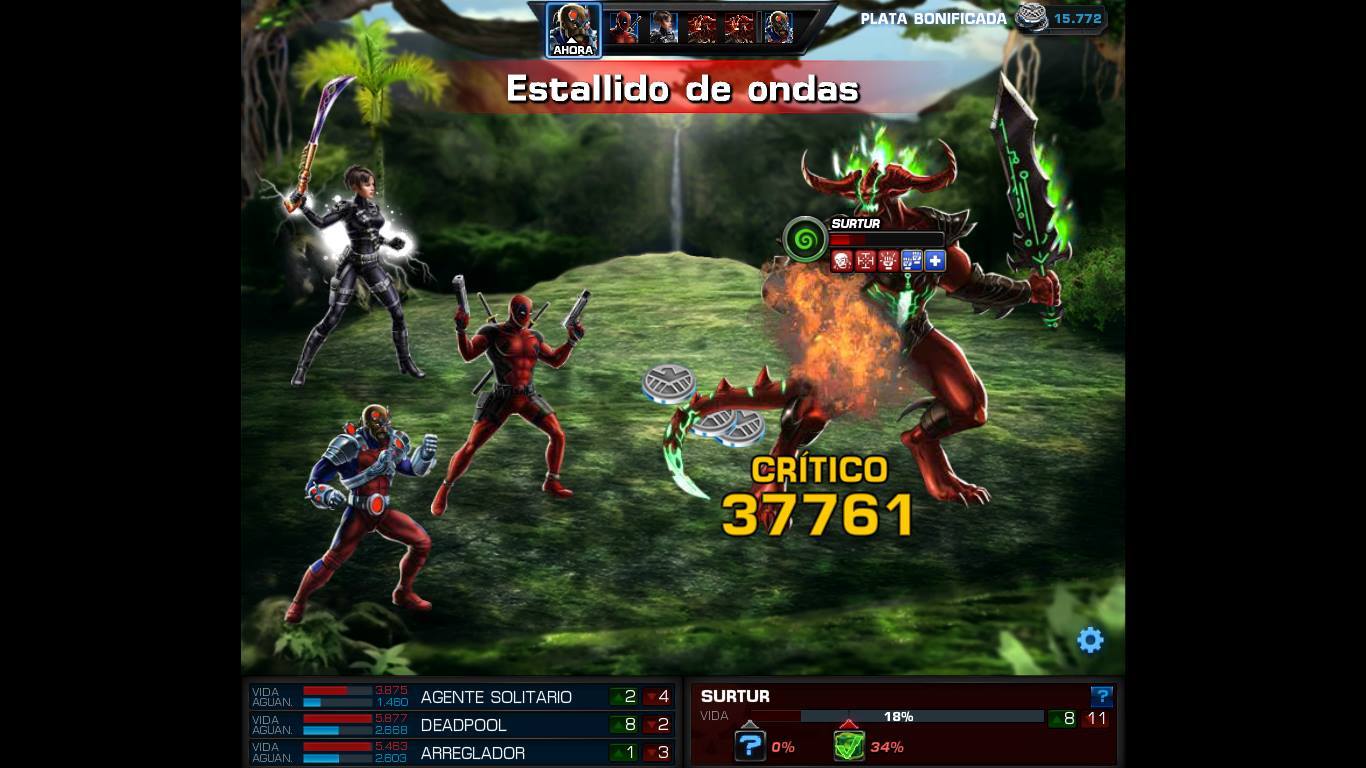 PLATA BONIFICADA 15.772
AHORA
Estallido de ondas
SURTUR
CRÍTICO
37761
VIDA 3.875
AGUAN. 1.460
AGENTE SOLITARIO 2 4
VIDA 5.877
AGUAN. 2.668
DEADPOOL 8 2
VIDA 5.463
AGUAN. 2.603
ARREGLADOR 1 3
SURTUR ?
VIDA 18% 8 11
? 0% 34%